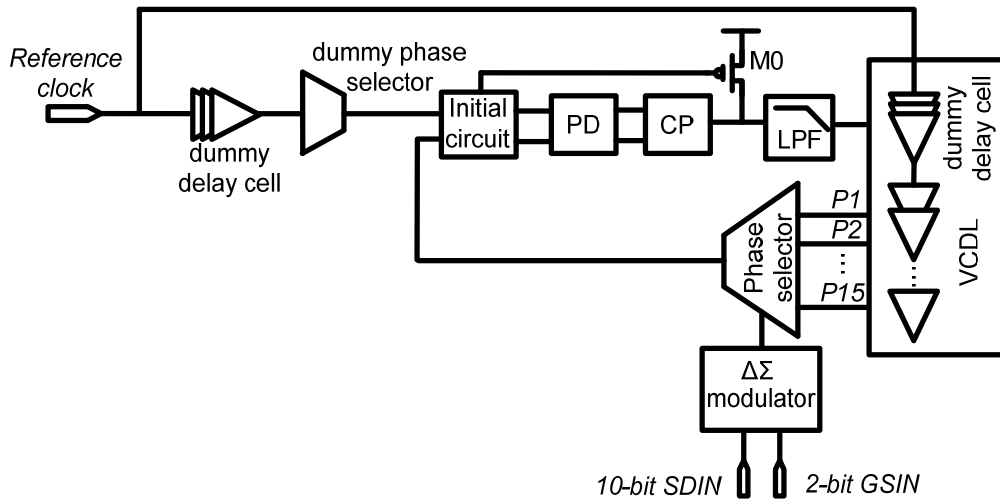 Reference
clock
dummy
delay cell
dummy phase
selector
Initial
circuit
PD
CP
M0
LPF
dummy
delay cell
VCDL
P1
P2
P15
Phase
selector
ΔΣ
modulator
10-bit SDIN
2-bit GSIN